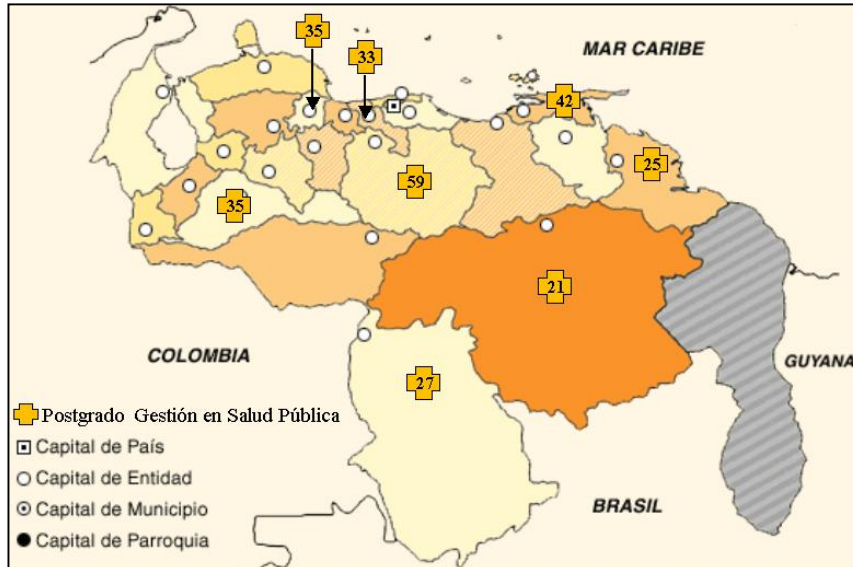 35
MAR CARIBE
33
42
25
59
35
21
COLOMBIA
GUYANA
27
Postgrado Gestión en Salud Pública
Capital de País
Capital de Entidad
BRASIL
Capital de Municipio
Capital de Parroquia